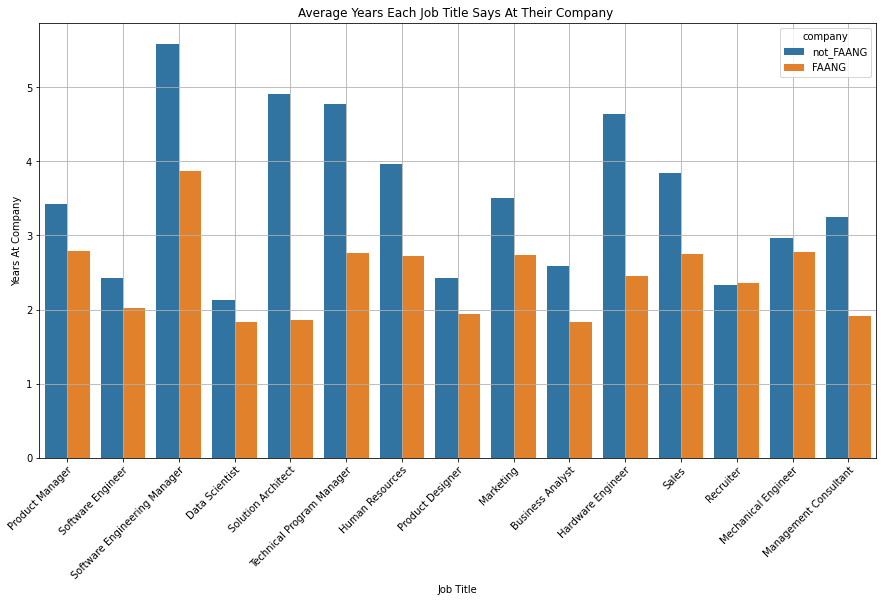 Average Years Each Job Title Says At Their Company
company
not_FAANG
FAANG
Years At Company
5
4
3
2
1
0
Product Manager
Software Engineer
Software Engineering Manager
Data Scientist
Solution Architect
Technical Program Manager
Human Resources
Product Designer
Marketing
Business Analyst
Hardware Engineer
Sales
Recruiter
Mechanical Engineer
Management Consultant
Job Title